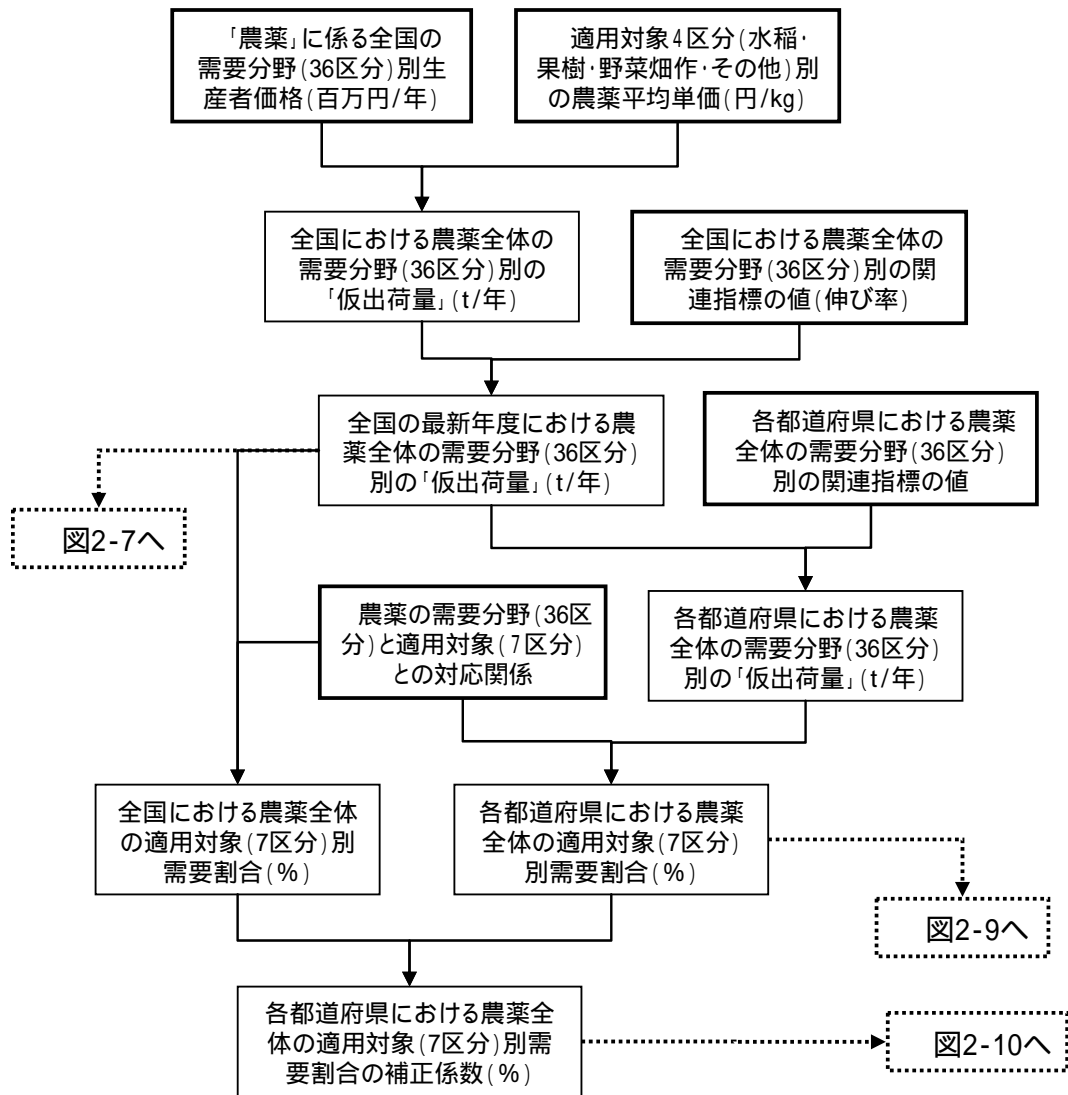 「農薬」に係る全国の
需要分野(36区分)別生
産者価格(百万円/年)
適用対象4区分(水稲・
果樹・野菜畑作・その他)別
の農薬平均単価(円/kg)
全国における農薬全体の
需要分野(36区分)別の
「仮出荷量」(t/年)
全国における農薬全体の
需要分野(36区分)別の関
連指標の値(伸び率)
全国の最新年度における農
薬全体の需要分野(36区分)
別の「仮出荷量」(t/年)
各都道府県における農薬
全体の需要分野(36区分)
別の関連指標の値
図2-7へ
農薬の需要分野(36区
分)と適用対象(7区分)
との対応関係
各都道府県における農薬
全体の需要分野(36区分)
別の「仮出荷量」(t/年)
全国における農薬全体
の適用対象(7区分)別
需要割合(%)
各都道府県における農薬
全体の適用対象(7区分)
別需要割合(%)
図2-9へ
各都道府県における農薬全
体の適用対象(7区分)別需
要割合の補正係数(%)
図2-10へ